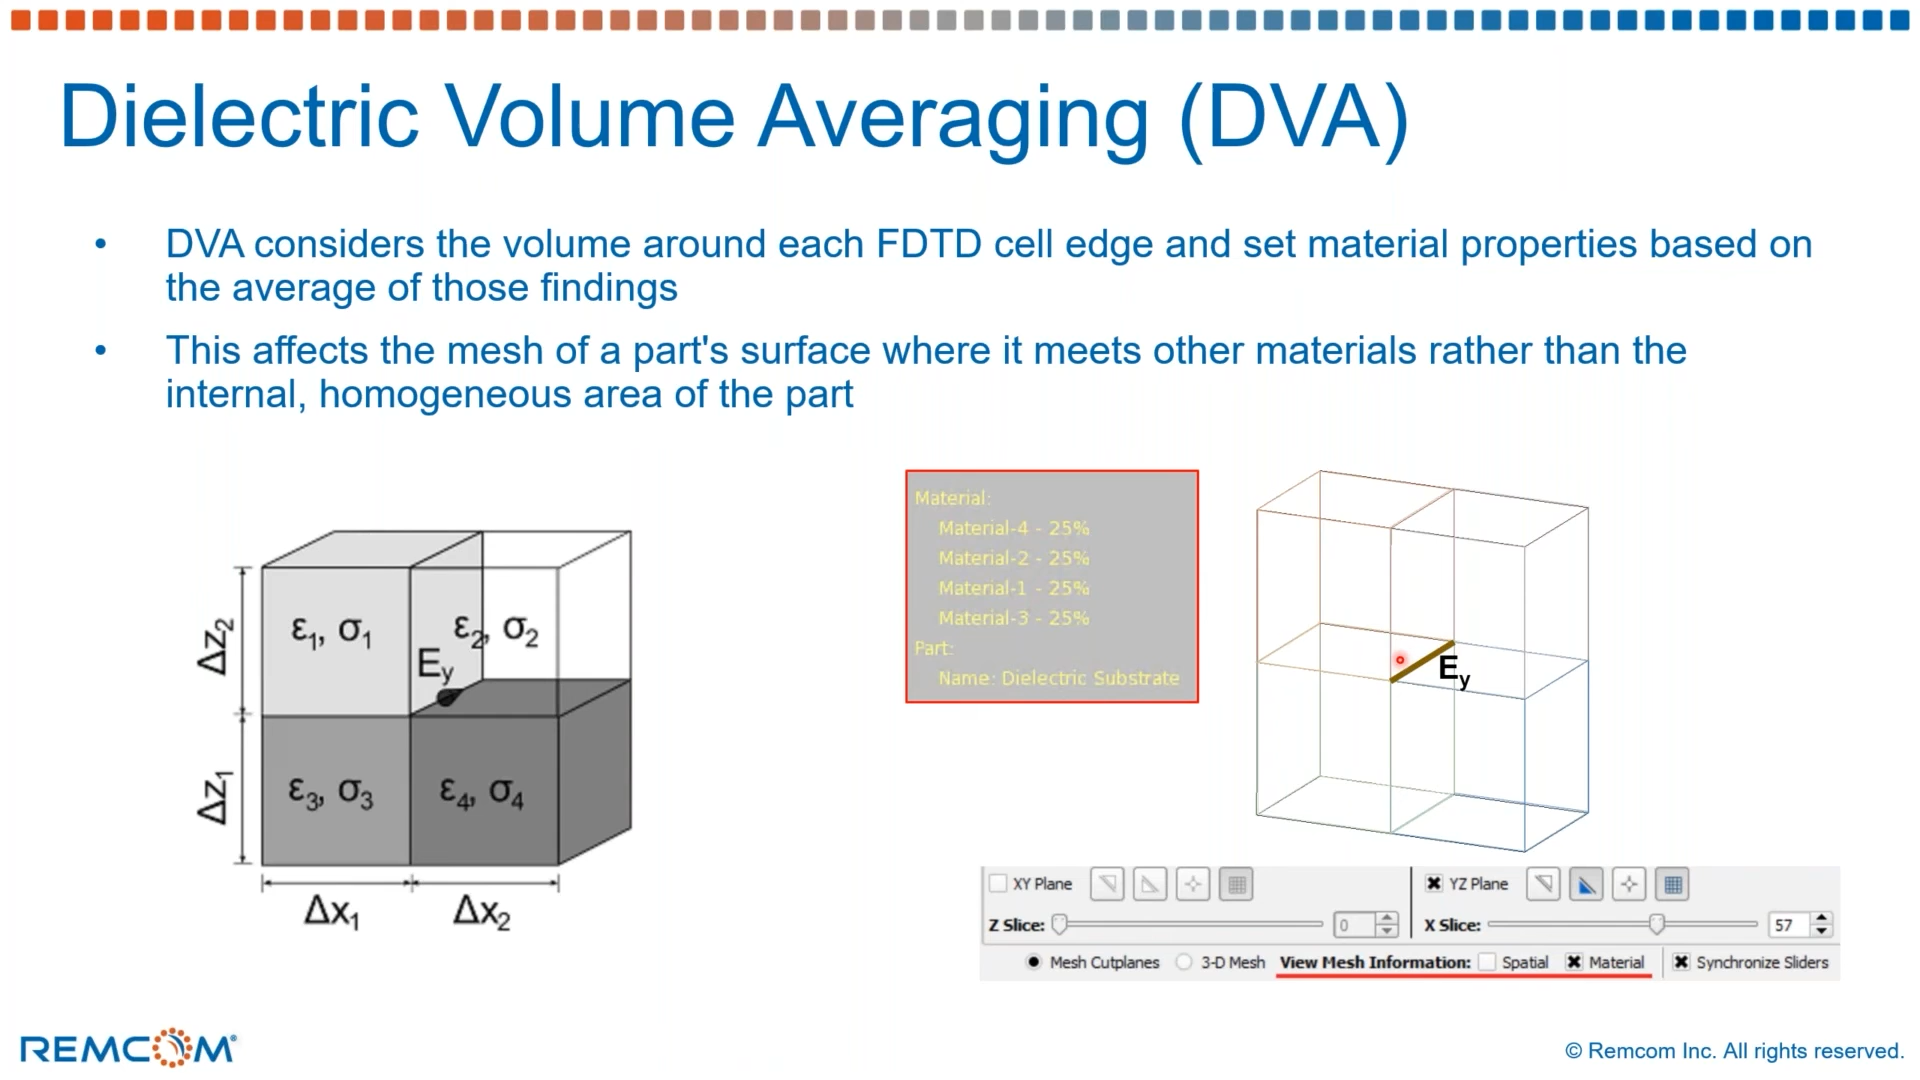 Dielectric Volume Averaging (DVA)
• DVA considers the volume around each FDTD cell edge and set material properties based on
the average of those findings
• This affects the mesh of a part's surface where it meets other materials rather than the
internal, homogeneous area of the part
Δz₂
ε₁, σ₁
ε₂, σ₂
Eᵧ
Δz₁
ε₃, σ₃
ε₄, σ₄
Δx₁
Δx₂
Material:
Material-4 - 25%
Material-2 - 25%
Material-1 - 25%
Material-3 - 25%
Part:
Name: Dielectric Substrate
Eᵧ
XY Plane
YZ Plane
Z Slice: 0
X Slice: 57
Mesh Cutplanes 3-D Mesh View Mesh Information: Spatial Material Synchronize Sliders
REMCOM®
© Remcom Inc. All rights reserved.